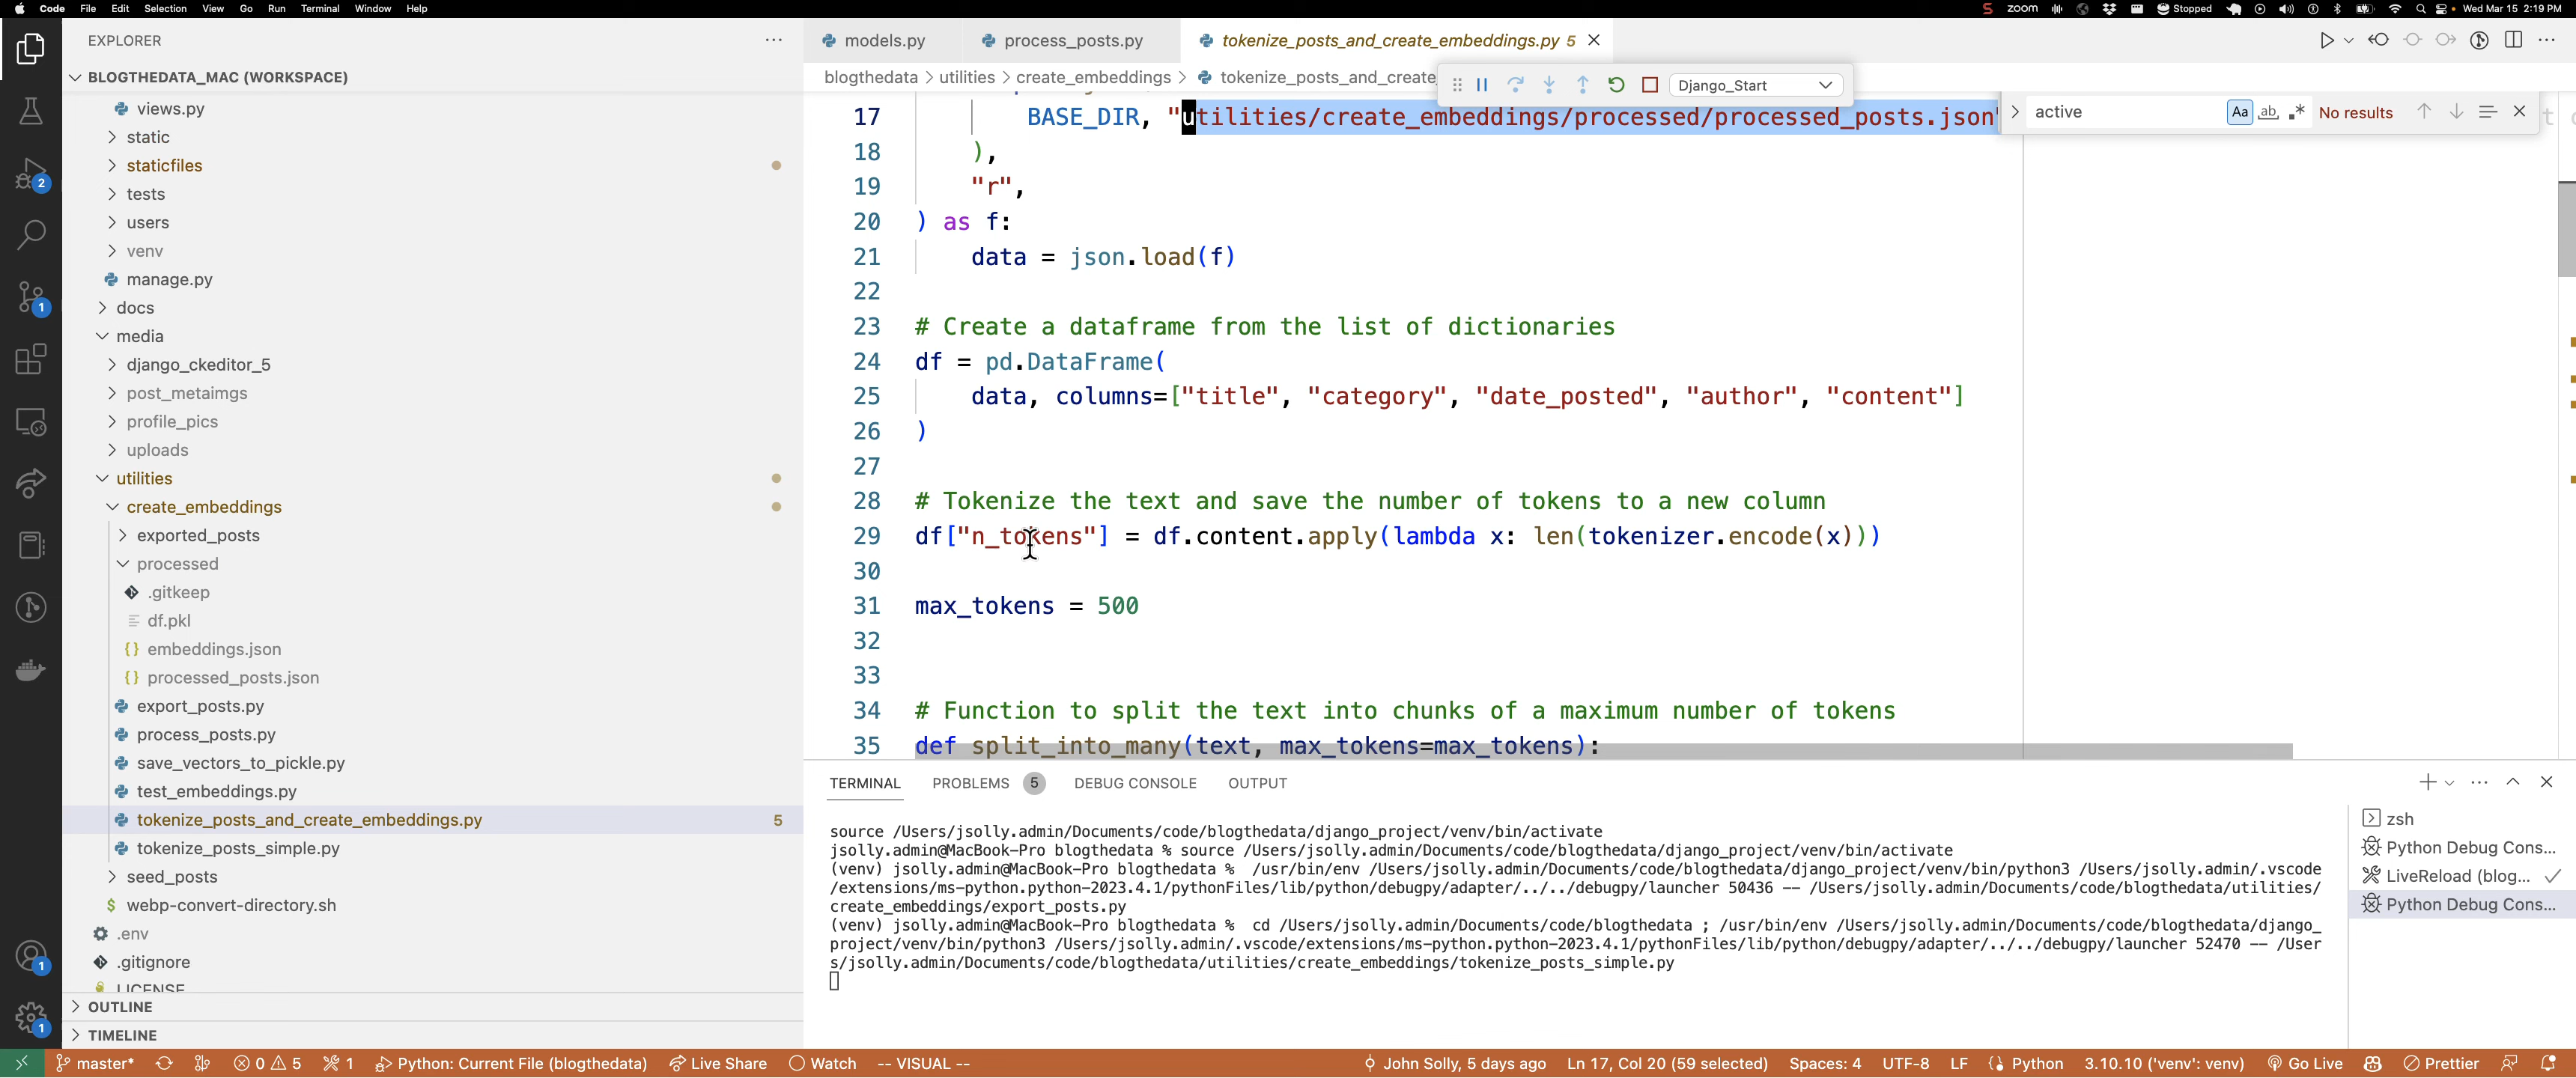 Code File Edit Selection View Go Run Terminal Window Help
zoom Stopped Wed Mar 15 2:19 PM
EXPLORER
BLOGTHEDATA_MAC (WORKSPACE)
views.py
static
staticfiles
tests
users
venv
manage.py
docs
media
django_ckeditor_5
post_metaimgs
profile_pics
uploads
utilities
create_embeddings
exported_posts
processed
.gitkeep
df.pkl
embeddings.json
processed_posts.json
export_posts.py
process_posts.py
save_vectors_to_pickle.py
test_embeddings.py
tokenize_posts_and_create_embeddings.py 5
tokenize_posts_simple.py
seed_posts
webp-convert-directory.sh
.env
.gitignore
LICENSE
OUTLINE
TIMELINE
2
1
1
1
models.py process_posts.py tokenize_posts_and_create_embeddings.py 5
blogthedata > utilities > create_embeddings > tokenize_posts_and_create_
Django_Start
active Aa ab No results
17 BASE_DIR, "utilities/create_embeddings/processed/processed_posts.json"
18 ),
19 "r",
20 ) as f:
21 data = json.load(f)
22
23 # Create a dataframe from the list of dictionaries
24 df = pd.DataFrame(
25 data, columns=["title", "category", "date_posted", "author", "content"]
26 )
27
28 # Tokenize the text and save the number of tokens to a new column
29 df["n_tokens"] = df.content.apply(lambda x: len(tokenizer.encode(x)))
30
31 max_tokens = 500
32
33
34 # Function to split the text into chunks of a maximum number of tokens
35 def split_into_many(text, max_tokens=max_tokens):
TERMINAL PROBLEMS 5 DEBUG CONSOLE OUTPUT
source /Users/jsolly.admin/Documents/code/blogthedata/django_project/venv/bin/activate
jsolly.admin@MacBook-Pro blogthedata % source /Users/jsolly.admin/Documents/code/blogthedata/django_project/venv/bin/activate
(venv) jsolly.admin@MacBook-Pro blogthedata % /usr/bin/env /Users/jsolly.admin/Documents/code/blogthedata/django_project/venv/bin/python3 /Users/jsolly.admin/.vscode
/extensions/ms-python.python-2023.4.1/pythonFiles/lib/python/debugpy/adapter/../../debugpy/launcher 50436 -- /Users/jsolly.admin/Documents/code/blogthedata/utilities/
create_embeddings/export_posts.py
(venv) jsolly.admin@MacBook-Pro blogthedata % cd /Users/jsolly.admin/Documents/code/blogthedata ; /usr/bin/env /Users/jsolly.admin/Documents/code/blogthedata/django_
project/venv/bin/python3 /Users/jsolly.admin/.vscode/extensions/ms-python.python-2023.4.1/pythonFiles/lib/python/debugpy/adapter/../../debugpy/launcher 52470 -- /User
s/jsolly.admin/Documents/code/blogthedata/utilities/create_embeddings/tokenize_posts_simple.py
zsh
Python Debug Cons...
LiveReload (blog...
Python Debug Cons...
master* 0 5 1 Python: Current File (blogthedata) Live Share Watch -- VISUAL -- John Solly, 5 days ago Ln 17, Col 20 (59 selected) Spaces: 4 UTF-8 LF Python 3.10.10 ('venv': venv) Go Live Prettier